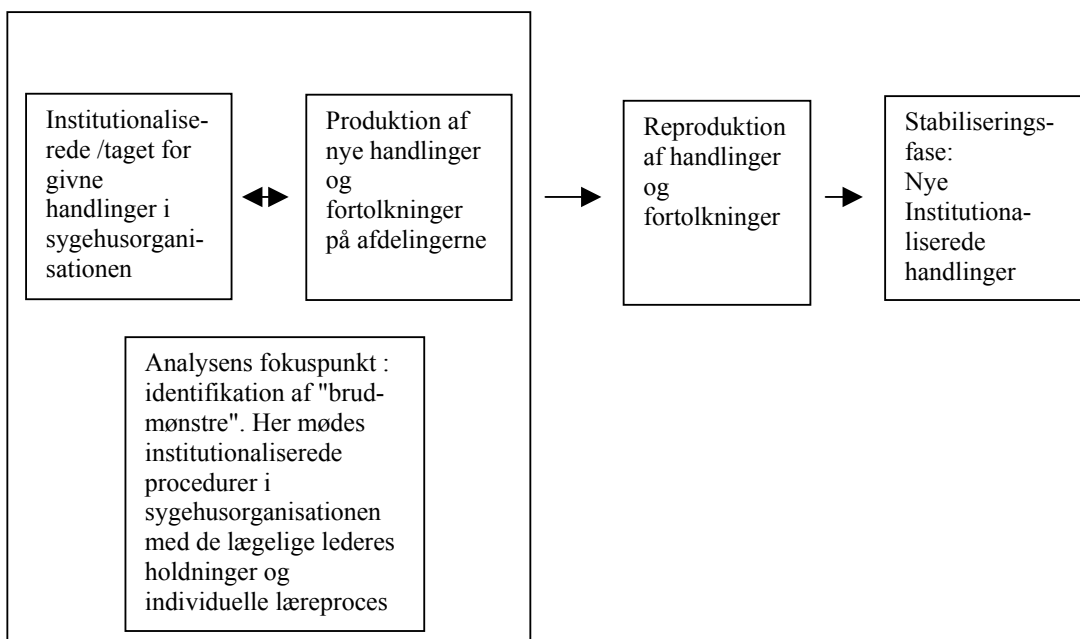 Institutionalise-
rede /taget for
givne
handlinger i
sygehusorgani-
sationen
Produktion af
nye handlinger
og
fortolkninger
på afdelingerne
Reproduktion
af handlinger
og
fortolkninger
Stabiliserings-
fase:
Nye
Institutiona-
liserede
handlinger
Analysens fokuspunkt :
identifikation af "brud-
mønstre". Her mødes
institutionaliserede
procedurer i
sygehusorganisationen
med de lægelige lederes
holdninger og
individuelle læreproces